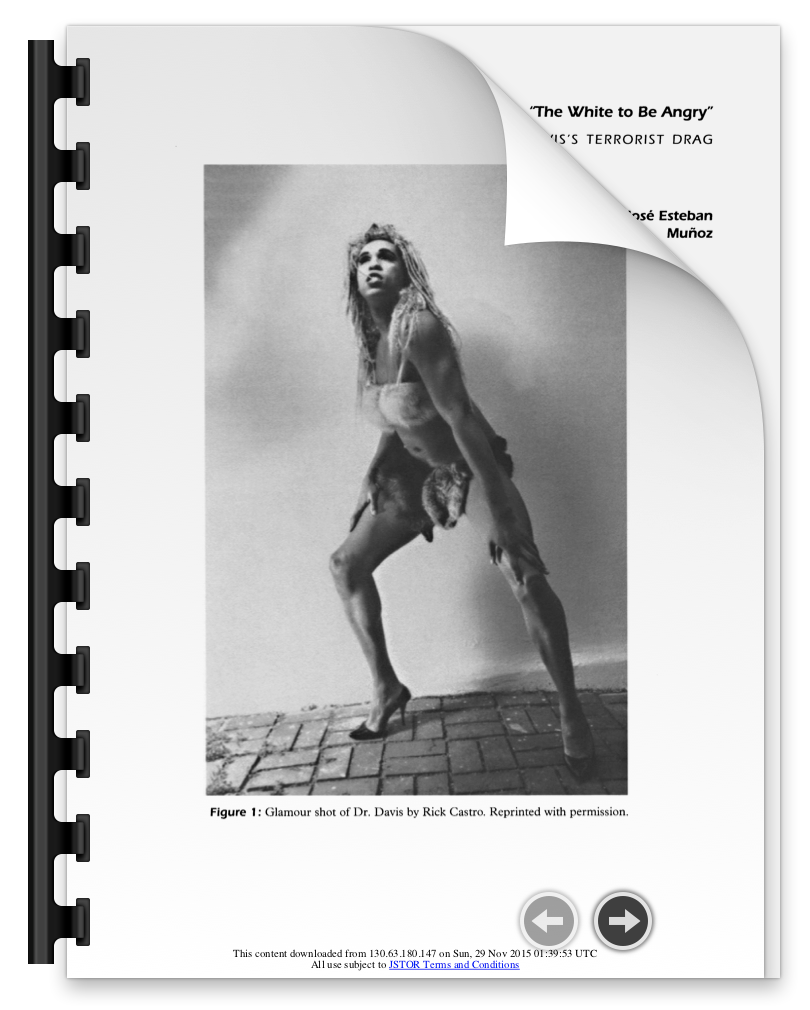 “The White to Be Angry”
IS’S TERRORIST DRAG
José Esteban
Muñoz
Figure 1: Glamour shot of Dr. Davis by Rick Castro. Reprinted with permission.
This content downloaded from 130.63.180.147 on Sun, 29 Nov 2015 01:39:53 UTC
All use subject to JSTOR Terms and Conditions